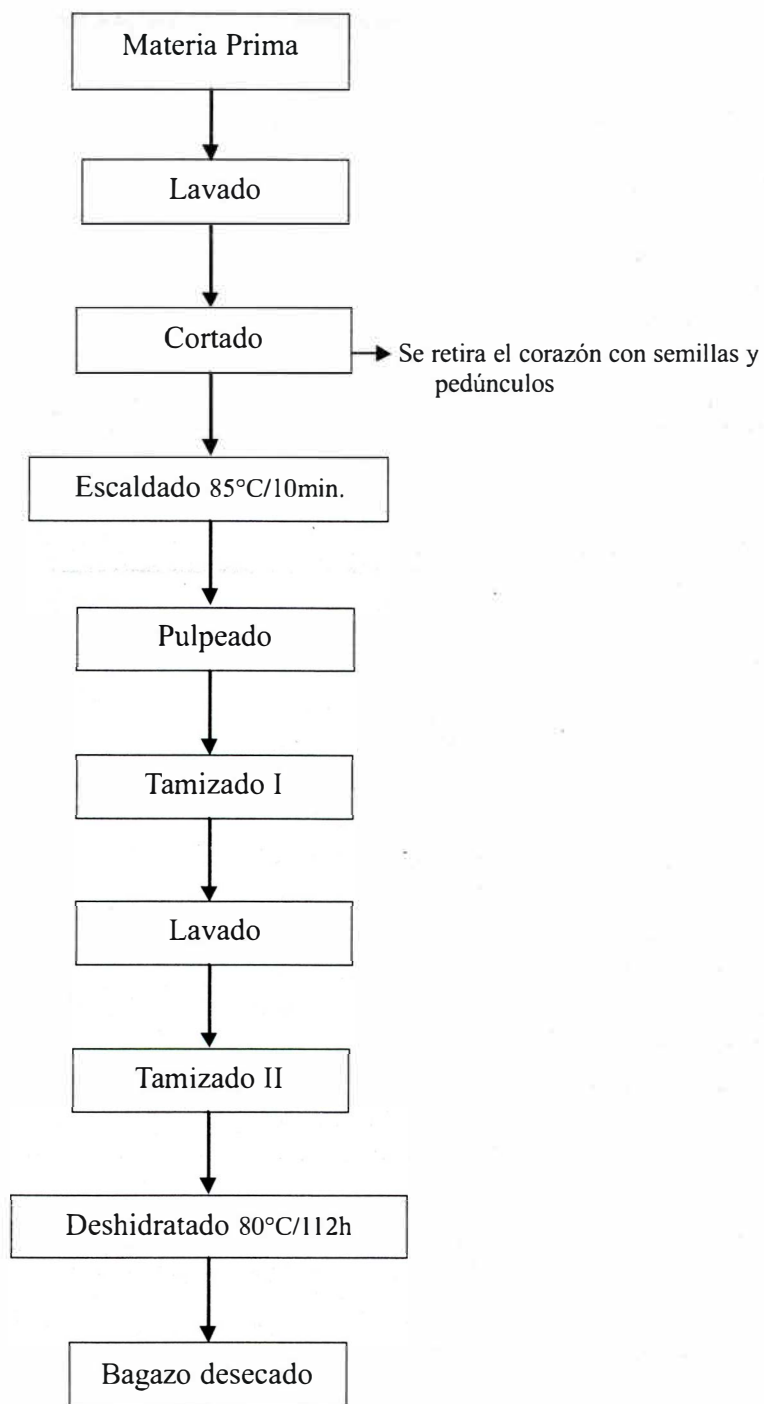 Materia Prima
Lavado
Cortado
Se retira el corazón con semillas y
pedúnculos
Escaldado 85°C/10min.
Pulpeado
Tamizado I
Lavado
Tamizado II
Deshidratado 80°C/112h
Bagazo desecado